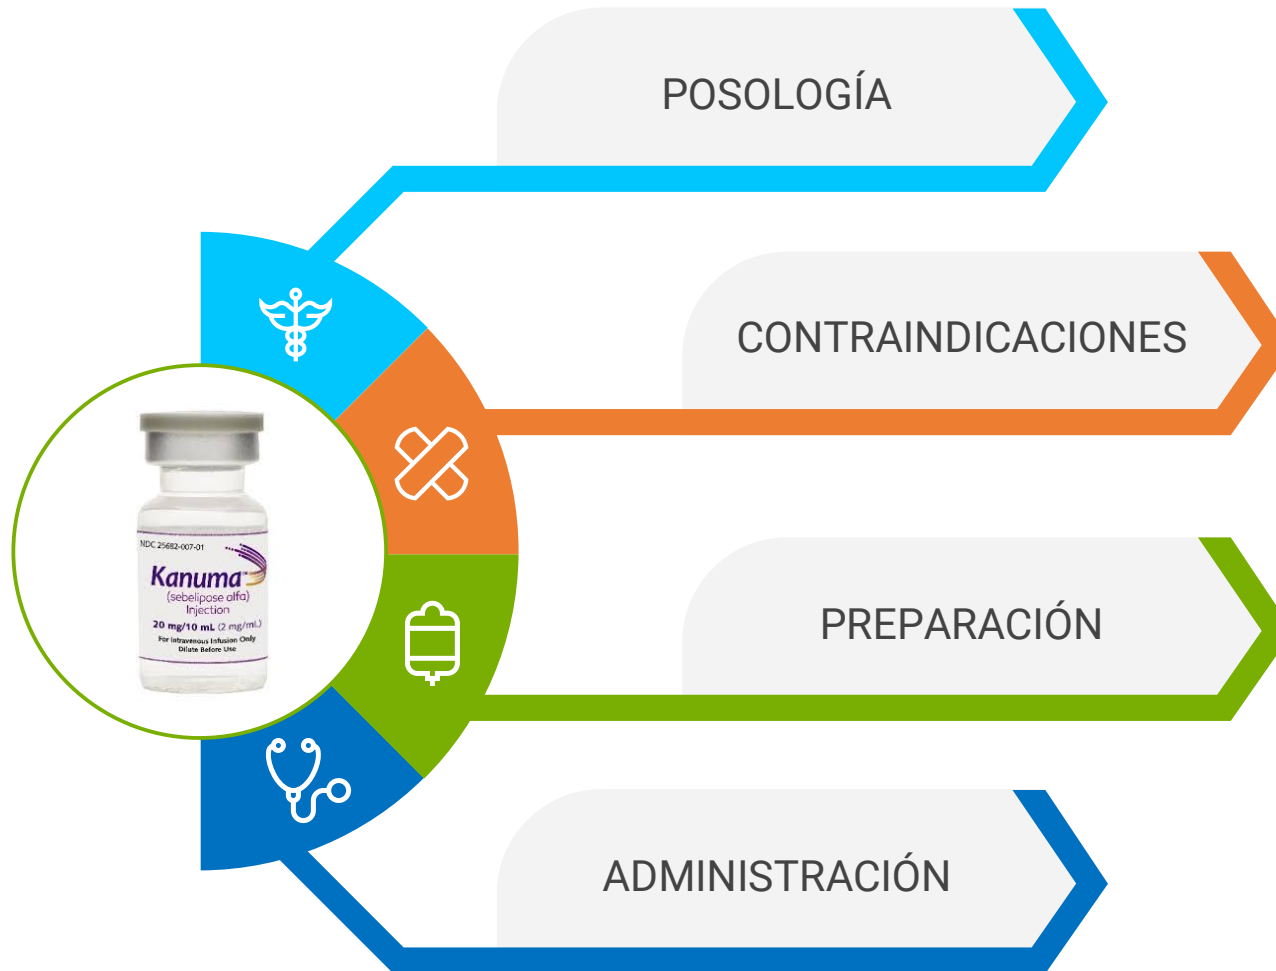 POSOLOGÍA
CONTRAINDICACIONES
NDC 25682-007-01
Kanuma™
(sebelipase alfa)
Injection
20 mg/10 mL (2 mg/mL)
For Intravenous Infusion Only
Dilute Before Use
PREPARACIÓN
ADMINISTRACIÓN